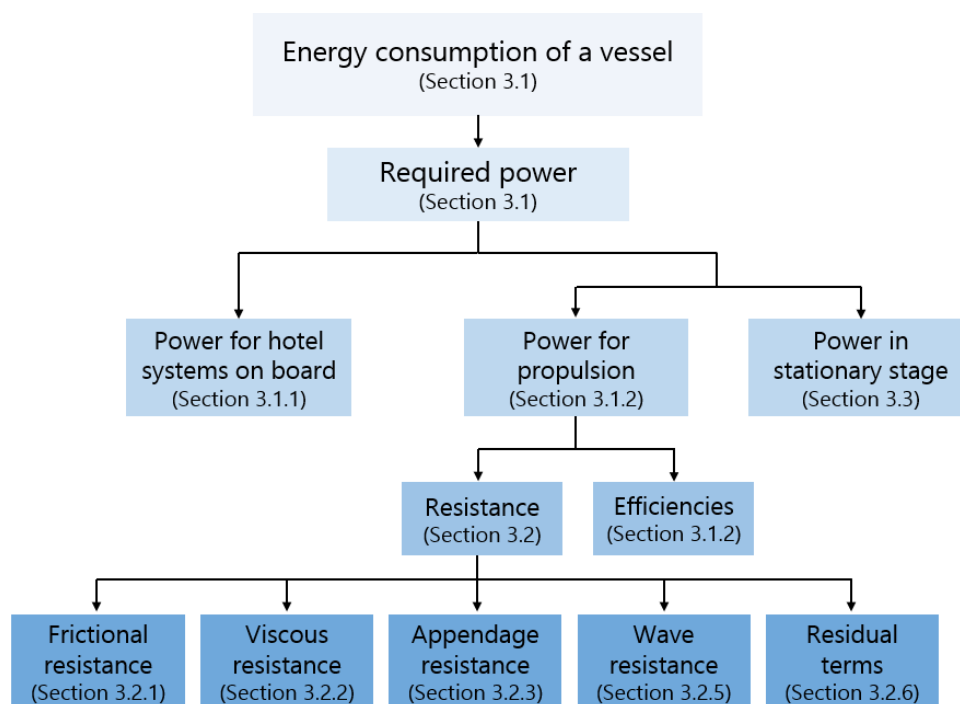 Energy consumption of a vessel
(Section 3.1)
Required power
(Section 3.1)
Power for hotel
systems on board
(Section 3.1.1)
Power for
propulsion
(Section 3.1.2)
Power in
stationary stage
(Section 3.3)
Resistance
(Section 3.2)
Efficiencies
(Section 3.1.2)
Frictional
resistance
(Section 3.2.1)
Viscous
resistance
(Section 3.2.2)
Appendage
resistance
(Section 3.2.3)
Wave
resistance
(Section 3.2.5)
Residual
terms
(Section 3.2.6)